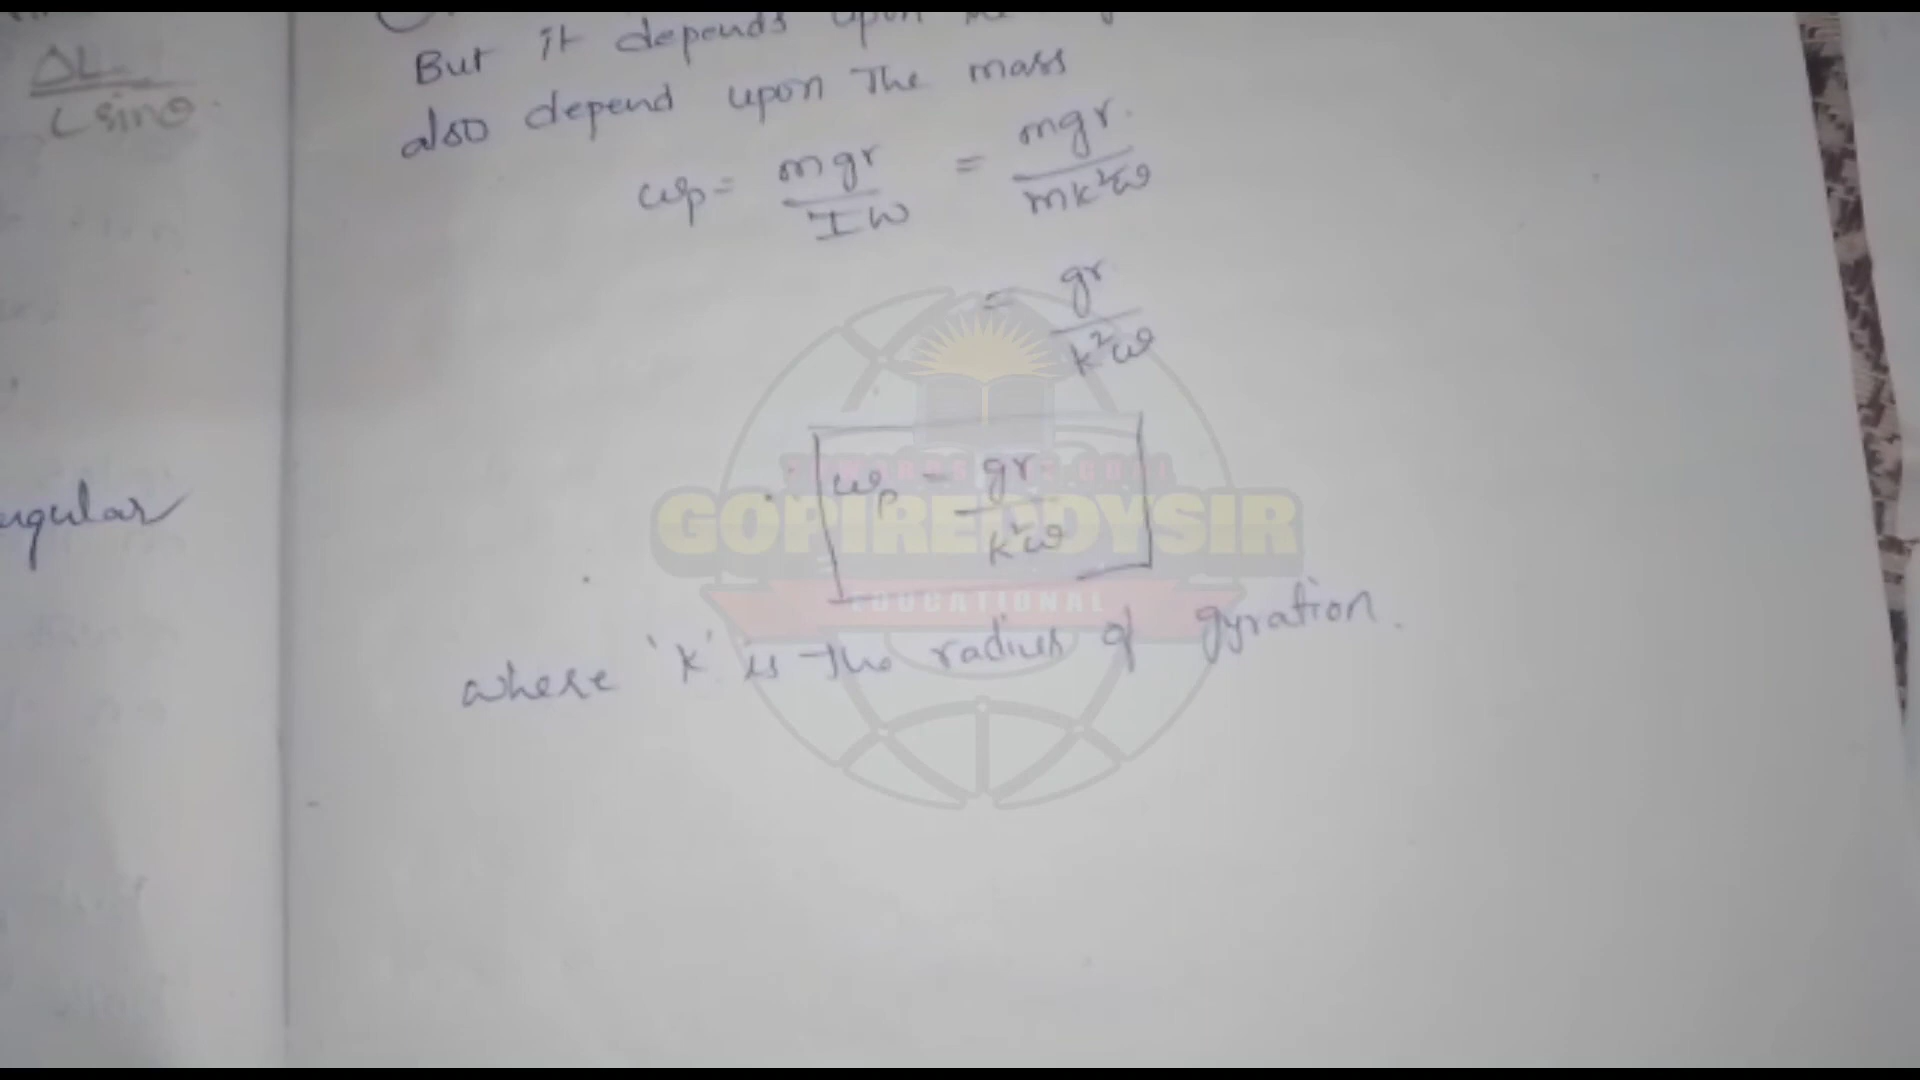 ΔL
L sinθ
But it depends upon the
also depend upon the mass
ωp = mgr / Iω = mgr / mk²ω
= gr / k²ω
ωp = gr / k²ω
GOPIREDDYSIR
EDUCATIONAL
where 'k' is the radius of gyration.
ngular